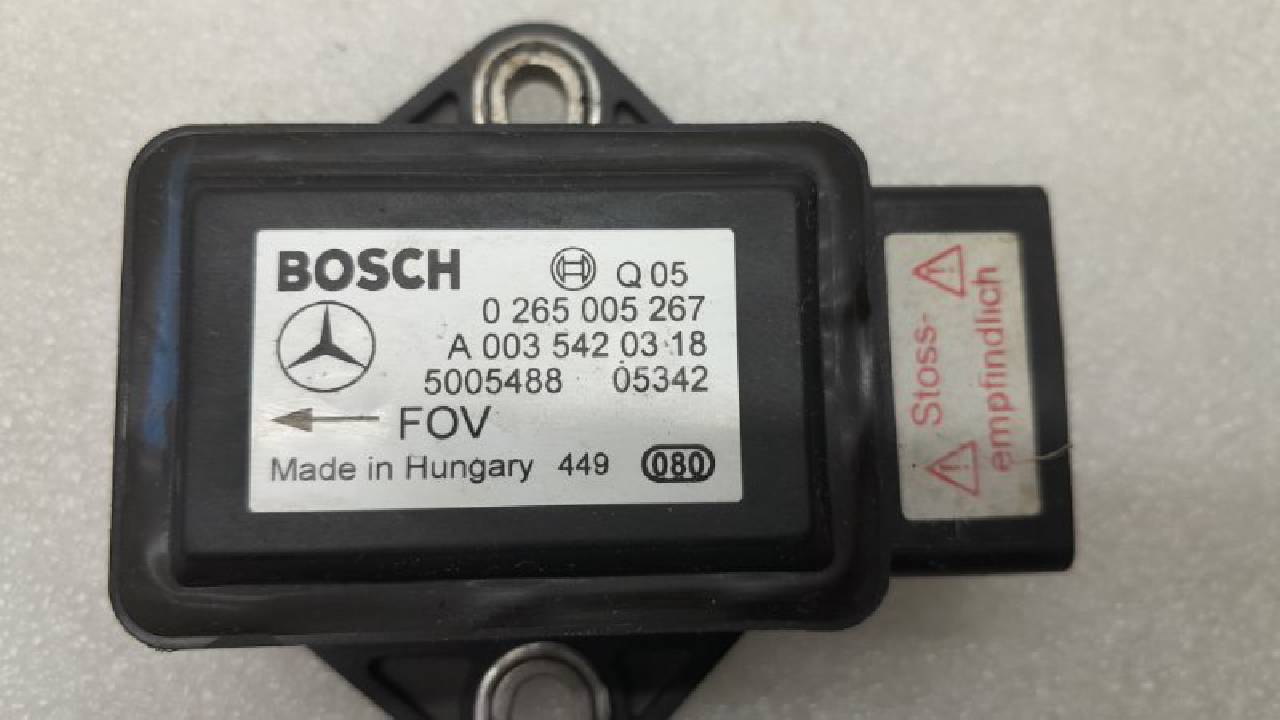 BOSCH Q 05
0 265 005 267
A 003 542 03 18
5005488 05342
FOV
Made in Hungary 449 080
Stoss-
empfindlich